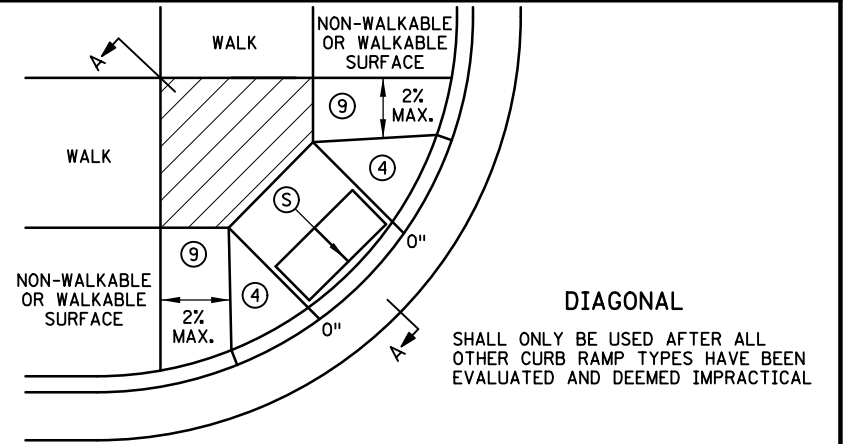 A
WALK
NON-WALKABLE
OR WALKABLE
SURFACE
9
2%
MAX.
WALK
4
S
0"
NON-WALKABLE
OR WALKABLE
SURFACE
9
2%
MAX.
4
0"
A
DIAGONAL
SHALL ONLY BE USED AFTER ALL
OTHER CURB RAMP TYPES HAVE BEEN
EVALUATED AND DEEMED IMPRACTICAL